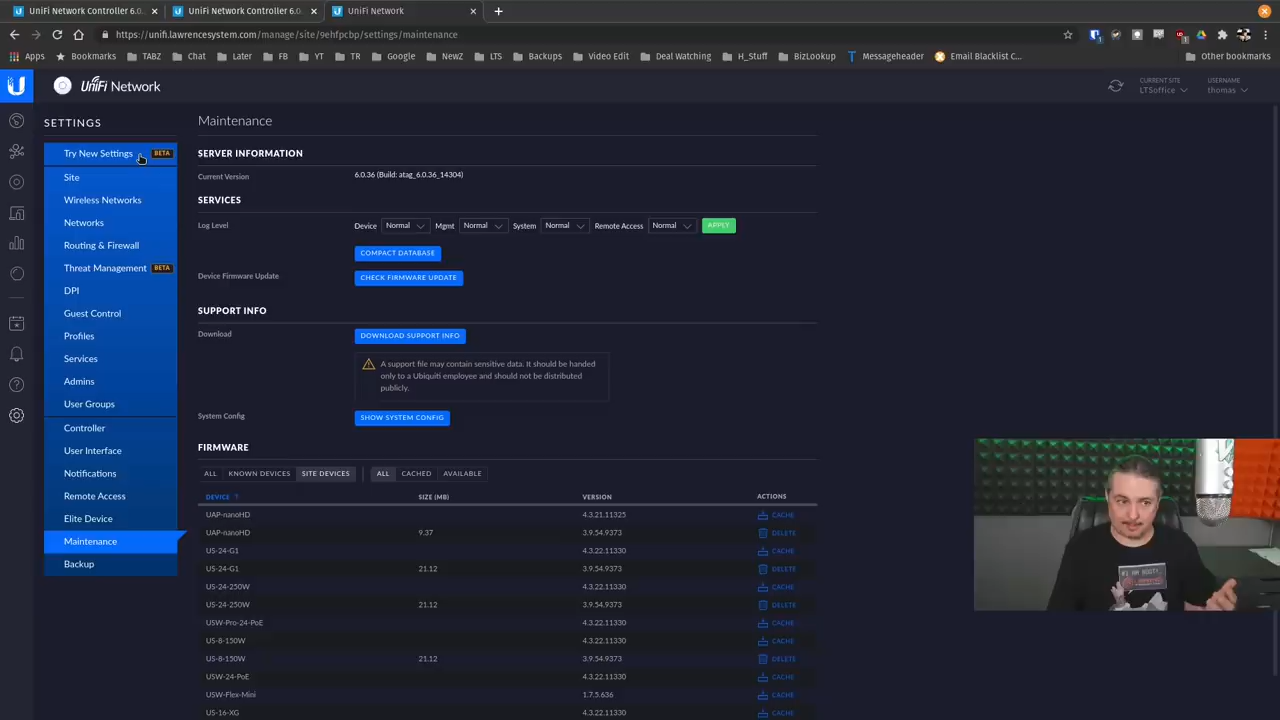 UniFi Network Controller 6.0.
UniFi Network Controller 6.0.
UniFi Network
https://unifi.lawrencesystem.com/manage/site/9ehfpcbp/settings/maintenance
Apps
Bookmarks
TABZ
Chat
Later
FB
YT
TR
Google
NewZ
LTS
Backups
Video Edit
Deal Watching
H_Stuff
BizLookup
Messageheader
Email Blacklist C...
Other bookmarks
UniFi Network
CURRENT SITE
LTSoffice
USERNAME
thomas
SETTINGS
Try New Settings BETA
Site
Wireless Networks
Networks
Routing & Firewall
Threat Management BETA
DPI
Guest Control
Profiles
Services
Admins
User Groups
Controller
User Interface
Notifications
Remote Access
Elite Device
Maintenance
Backup
Maintenance
SERVER INFORMATION
Current Version 6.0.36 (Build: atag_6.0.36_14304)
SERVICES
Log Level Device Normal Mgmt Normal System Normal Remote Access Normal APPLY
COMPACT DATABASE
Device Firmware Update CHECK FIRMWARE UPDATE
SUPPORT INFO
Download DOWNLOAD SUPPORT INFO
A support file may contain sensitive data. It should be handed
only to a Ubiquiti employee and should not be distributed
publicly.
System Config SHOW SYSTEM CONFIG
FIRMWARE
ALL KNOWN DEVICES SITE DEVICES ALL CACHED AVAILABLE
DEVICE SIZE (MB) VERSION ACTIONS
UAP-nanoHD 4.3.21.11325 CACHE
UAP-nanoHD 9.37 3.9.54.9373 DELETE
US-24-G1 4.3.22.11330 CACHE
US-24-G1 21.12 3.9.54.9373 DELETE
US-24-250W 4.3.22.11330 CACHE
US-24-250W 21.12 3.9.54.9373 DELETE
USW-Pro-24-PoE 4.3.22.11330 CACHE
US-8-150W 4.3.22.11330 CACHE
US-8-150W 21.12 3.9.54.9373 DELETE
USW-24-PoE 4.3.22.11330 CACHE
USW-Flex-Mini 1.7.5.636 CACHE
US-16-XG 4.3.22.11330 CACHE